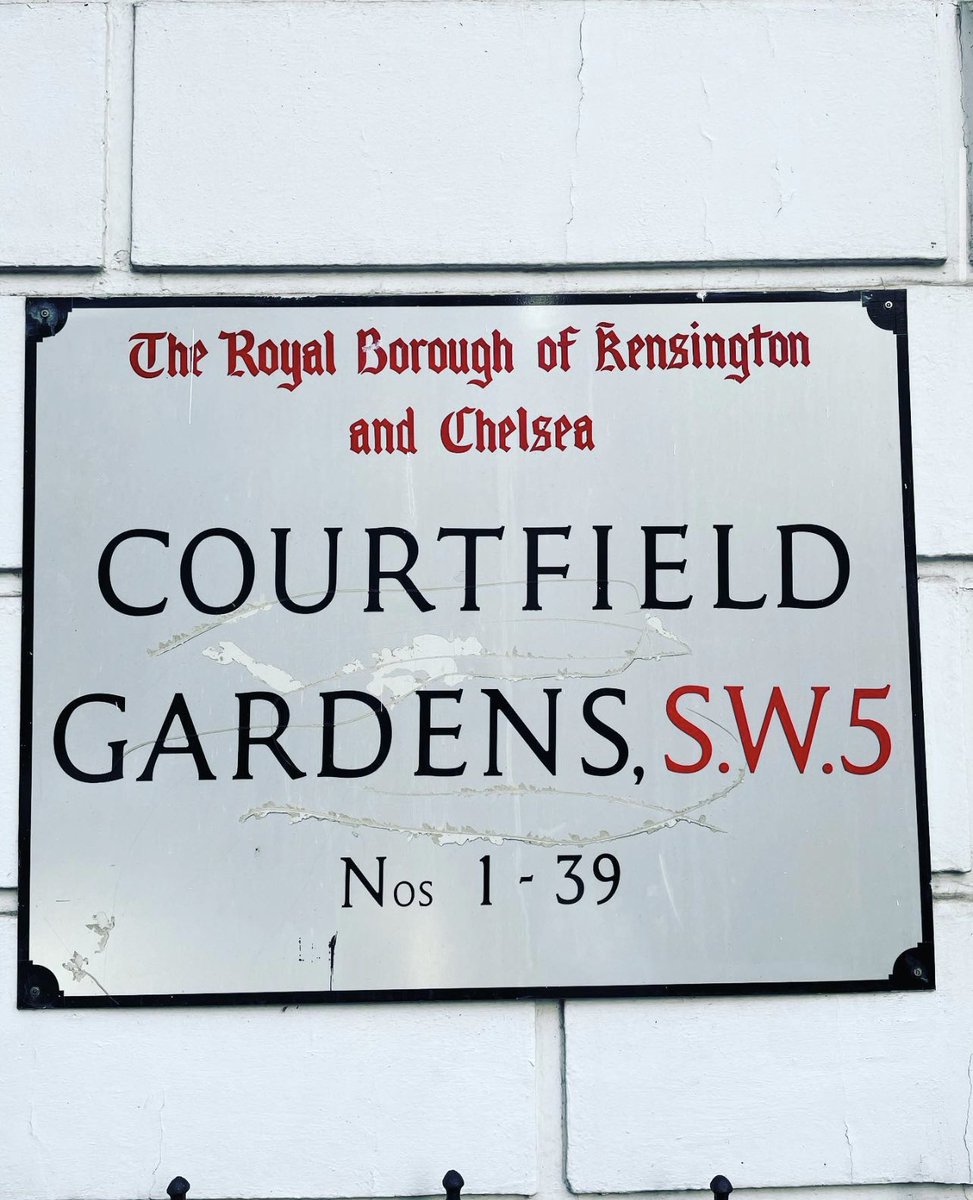 The Royal Borough of Kensington
and Chelsea
COURTFIELD
GARDENS, S.W.5
Nos 1 - 39